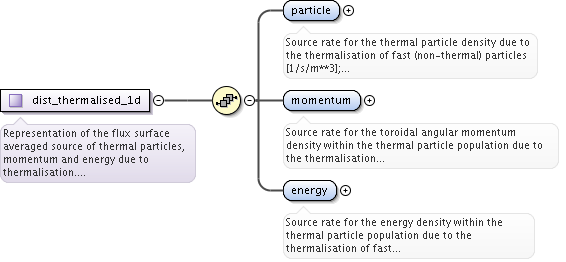 particle
Source rate for the thermal particle density due to
the thermalisation of fast (non-thermal) particles
[1/s/m**3];...
dist_thermalised_1d
momentum
Representation of the flux surface
averaged source of thermal particles,
momentum and energy due to
thermalisation....
Source rate for the toroidal angular momentum
density within the thermal particle population due to
the thermalisation...
energy
Source rate for the energy density within the
thermal particle population due to the
thermalisation of fast...